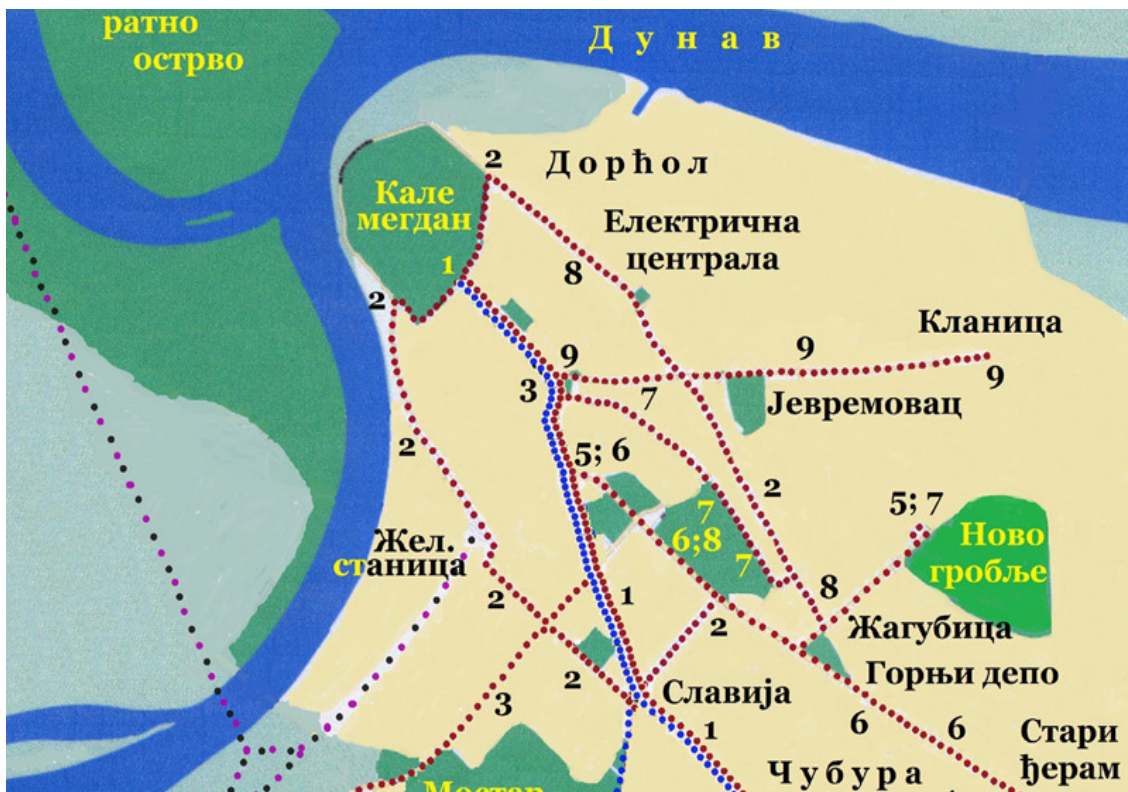 ратно
острво
Дунав
2
Дорћол
Кале
мегдан
Електрична
централа
1
8
2
Кланица
9
9
9
3
7
Јевремовац
5; 6
2
2
7
6;8
7
5; 7
Ново
гробље
Жел.
станица
2
1
2
8
Жагубица
Горњи депо
2
3
Славија
6
6
1
Стари
ђерам
Чубура
Мостар